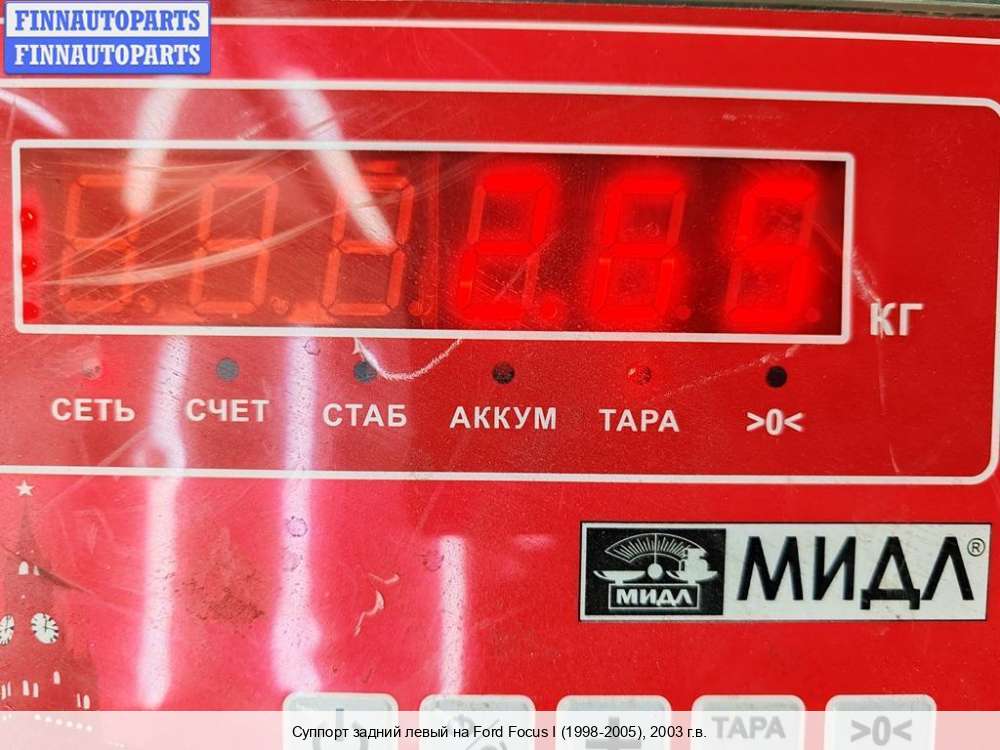 FINNAUTOPARTS
FINNAUTOPARTS
2.65
КГ
СЕТЬ СЧЕТ СТАБ АККУМ ТАРА >0<
МИДЛ МИДЛ®
ТАРА >0<
Суппорт задний левый на Ford Focus I (1998-2005), 2003 г.в.